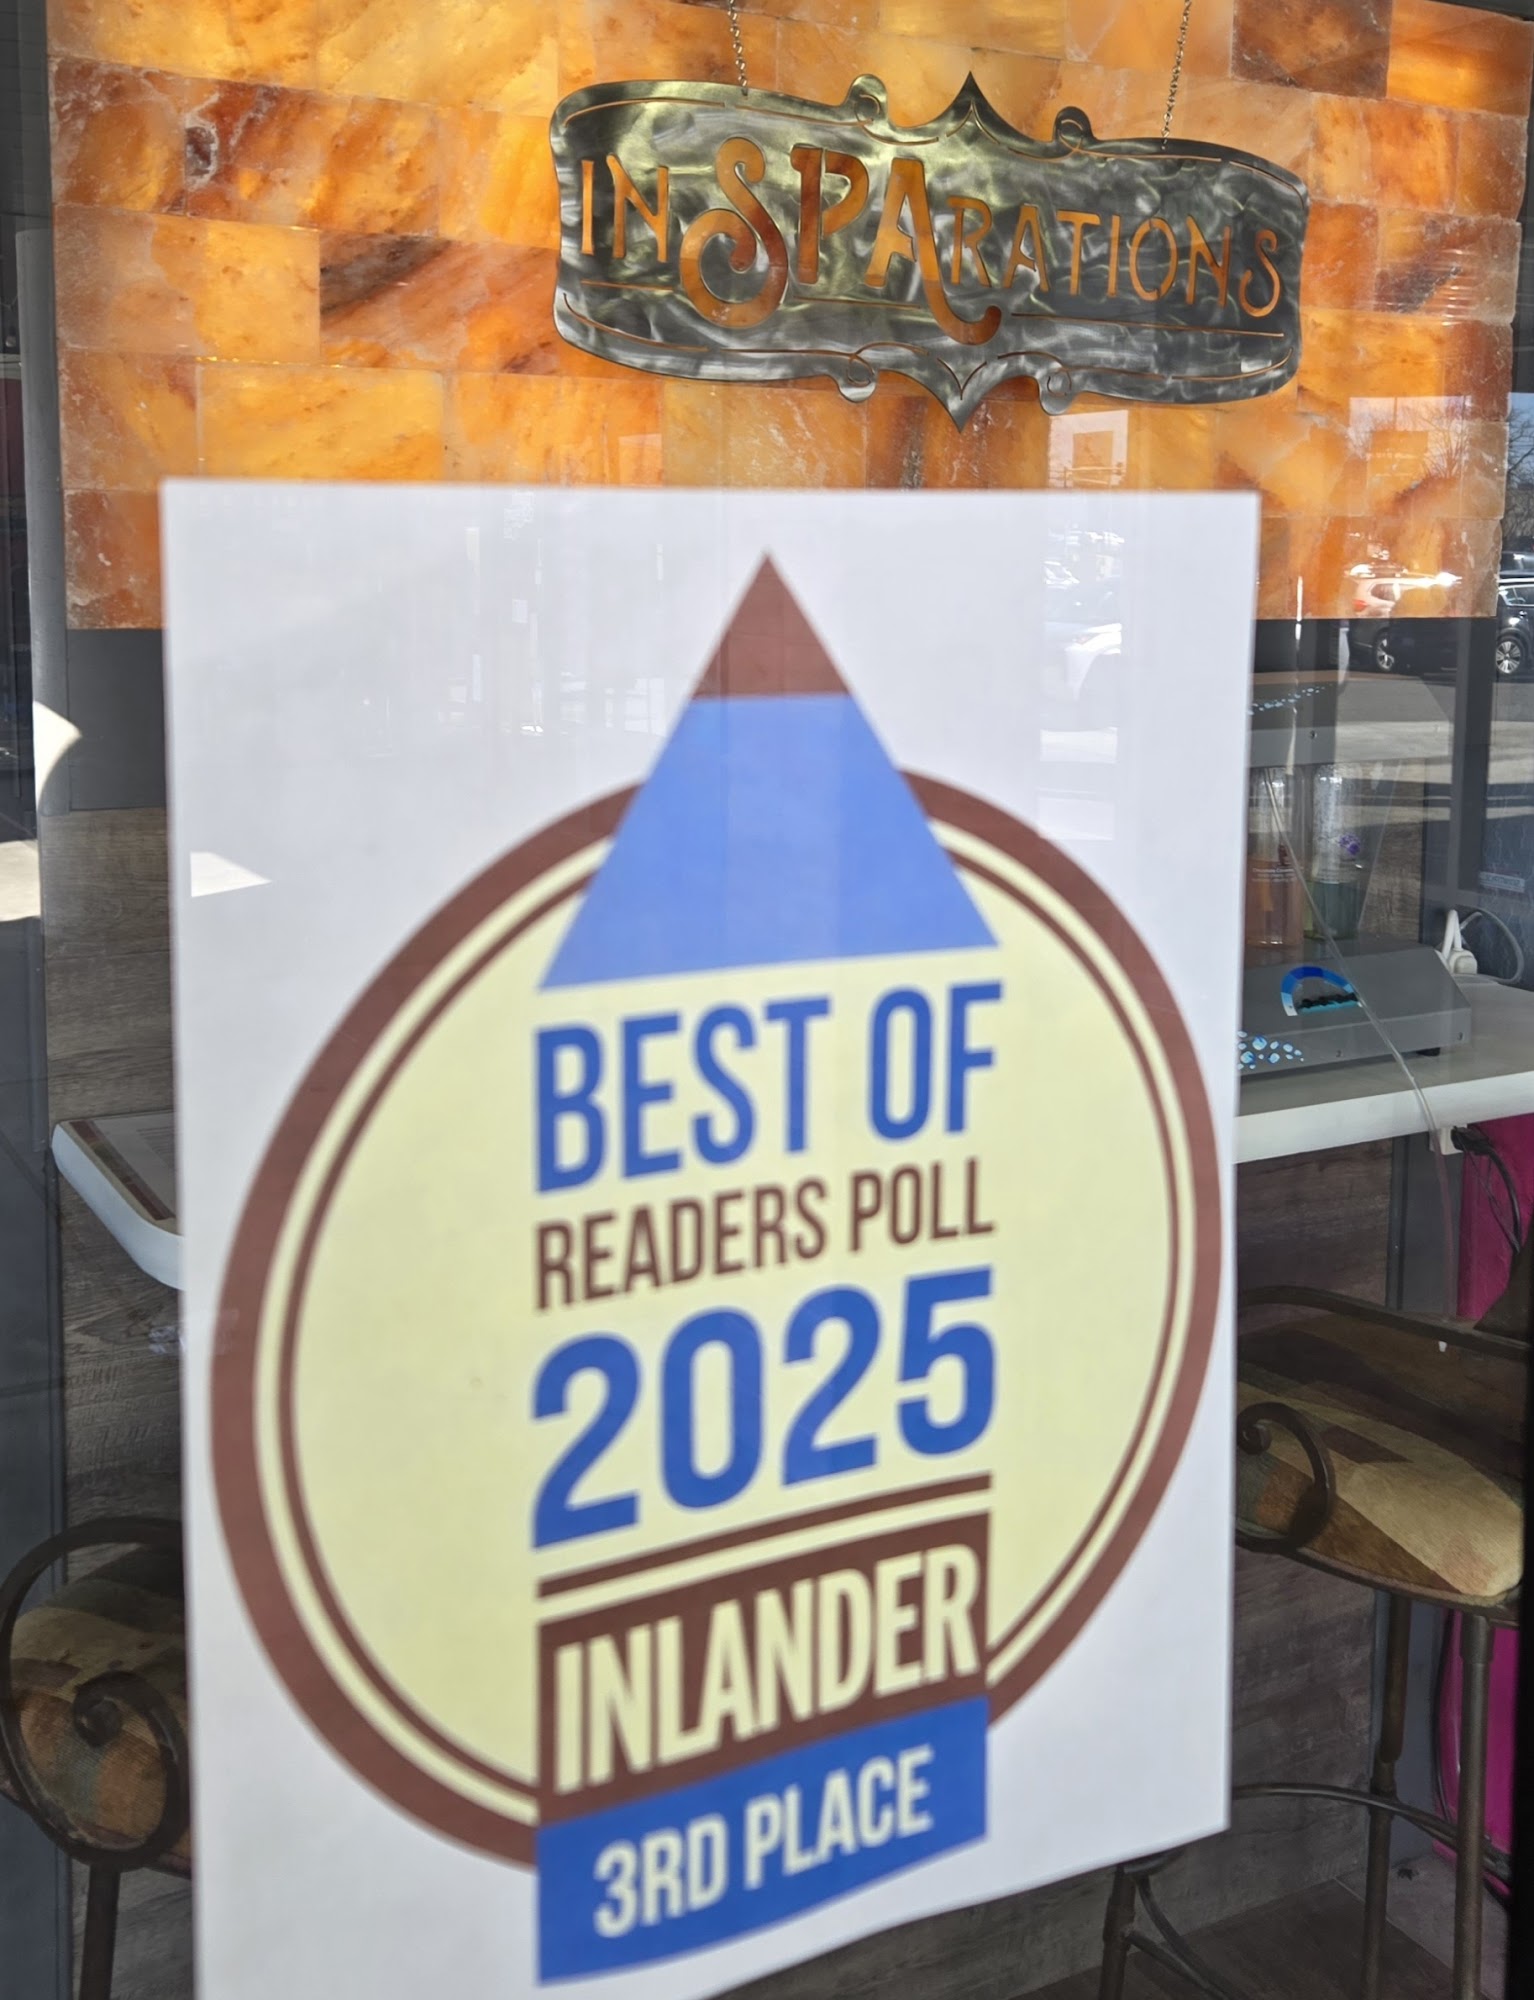 INSPARATIONS
BEST OF
READERS POLL
2025
INLANDER
3RD PLACE